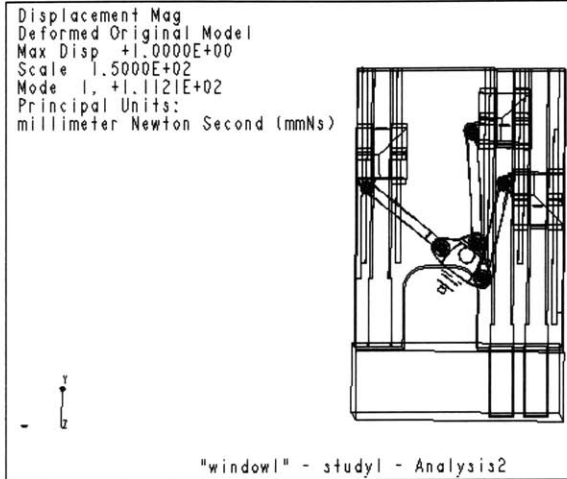 Displacement Mag
Deformed Original Model
Max Disp +1.0000E+00
Scale 1.5000E+02
Mode 1, +1.1121E+02
Principal Units:
millimeter Newton Second (mmNs)
Y
Z
"window1" - study1 - Analysis2